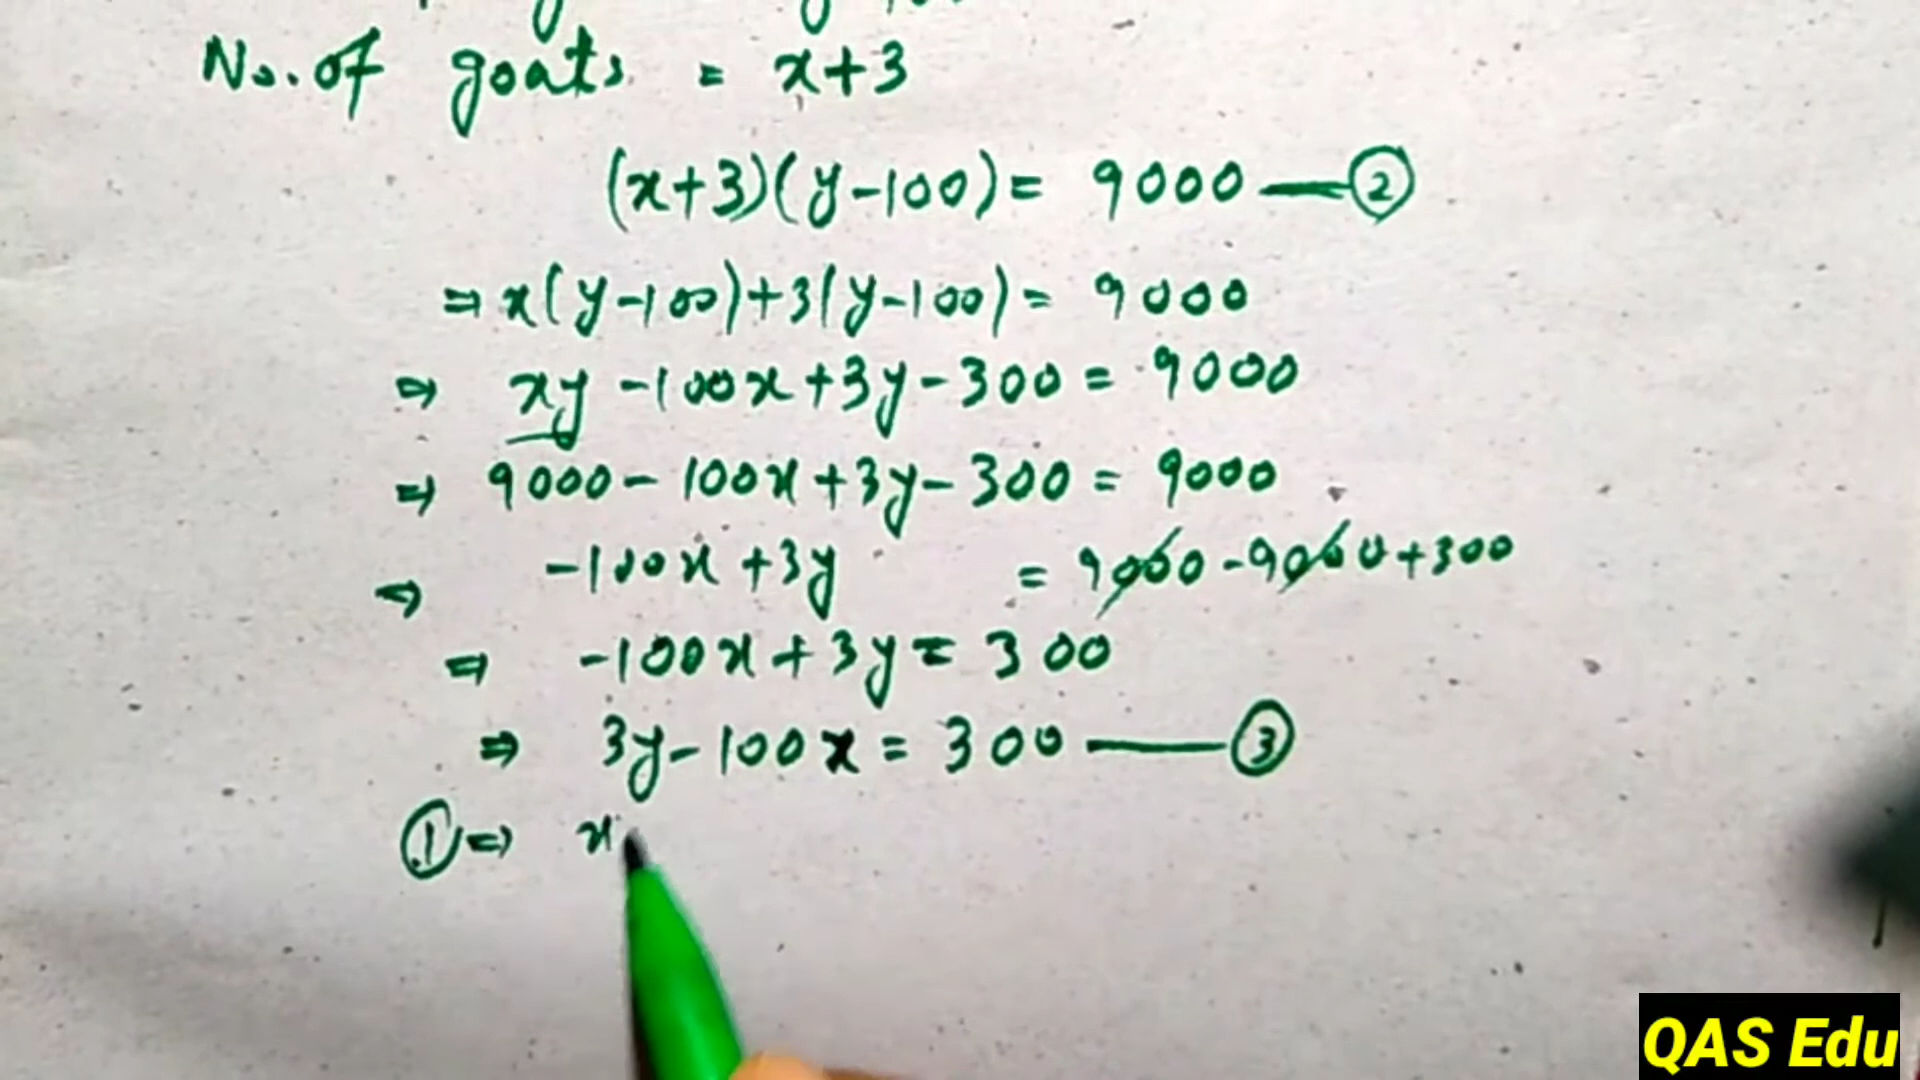 No. of goats = x+3
(x+3)(y-100) = 9000 — ②
⇒ x(y-100)+3(y-100) = 9000
⇒ xy -100x+3y-300 = 9000
⇒ 9000-100x+3y-300 = 9000
⇒ -100x+3y = 9000-9000+300
⇒ -100x+3y = 300
⇒ 3y-100x = 300 — ③
① ⇒ x
QAS Edu